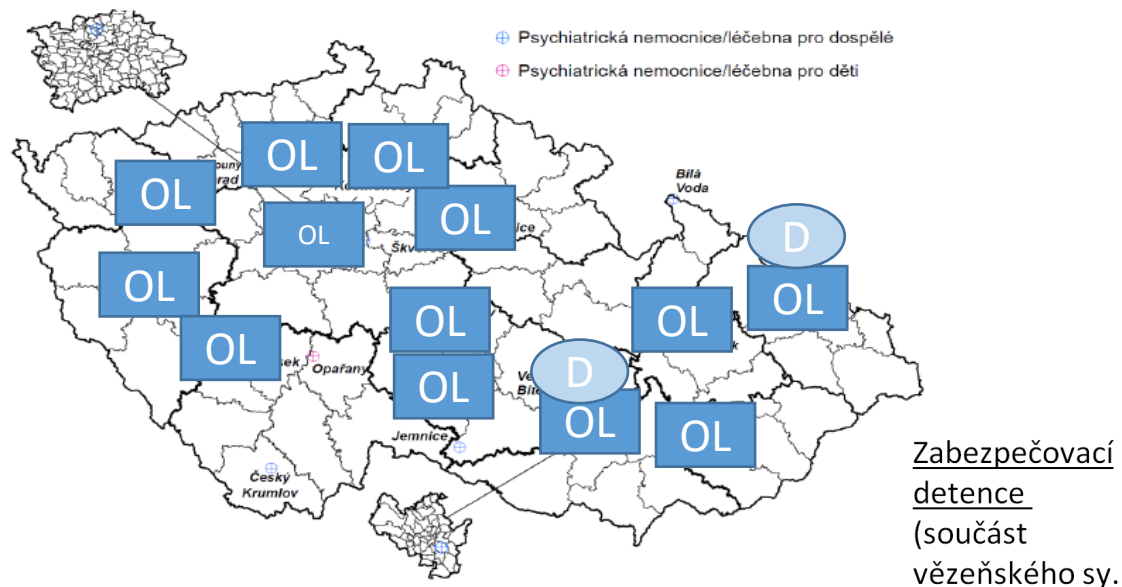 Psychiatrická nemocnice/léčebna pro dospělé
Psychiatrická nemocnice/léčebna pro děti
OL
OL
OL
OL
OL
OL
OL
OL
OL
OL
OL
OL
OL
D
D
Bílá
Voda
Opařany
Jemnice
Český
Krumlov
Zabezpečovací
detence
(součást
vězeňského sy.